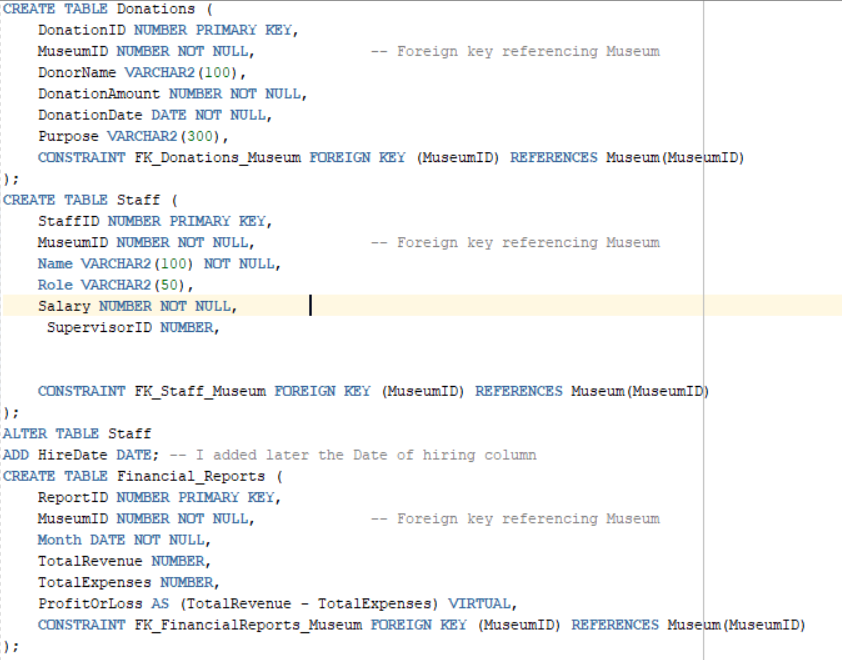 CREATE TABLE Donations (
DonationID NUMBER PRIMARY KEY,
MuseumID NUMBER NOT NULL, -- Foreign key referencing Museum
DonorName VARCHAR2(100),
DonationAmount NUMBER NOT NULL,
DonationDate DATE NOT NULL,
Purpose VARCHAR2(300),
CONSTRAINT FK_Donations_Museum FOREIGN KEY (MuseumID) REFERENCES Museum(MuseumID)
);
CREATE TABLE Staff (
StaffID NUMBER PRIMARY KEY,
MuseumID NUMBER NOT NULL, -- Foreign key referencing Museum
Name VARCHAR2(100) NOT NULL,
Role VARCHAR2(50),
Salary NUMBER NOT NULL,
SupervisorID NUMBER,
CONSTRAINT FK_Staff_Museum FOREIGN KEY (MuseumID) REFERENCES Museum(MuseumID)
);
ALTER TABLE Staff
ADD HireDate DATE; -- I added later the Date of hiring column
CREATE TABLE Financial_Reports (
ReportID NUMBER PRIMARY KEY,
MuseumID NUMBER NOT NULL, -- Foreign key referencing Museum
Month DATE NOT NULL,
TotalRevenue NUMBER,
TotalExpenses NUMBER,
ProfitOrLoss AS (TotalRevenue - TotalExpenses) VIRTUAL,
CONSTRAINT FK_FinancialReports_Museum FOREIGN KEY (MuseumID) REFERENCES Museum(MuseumID)
);